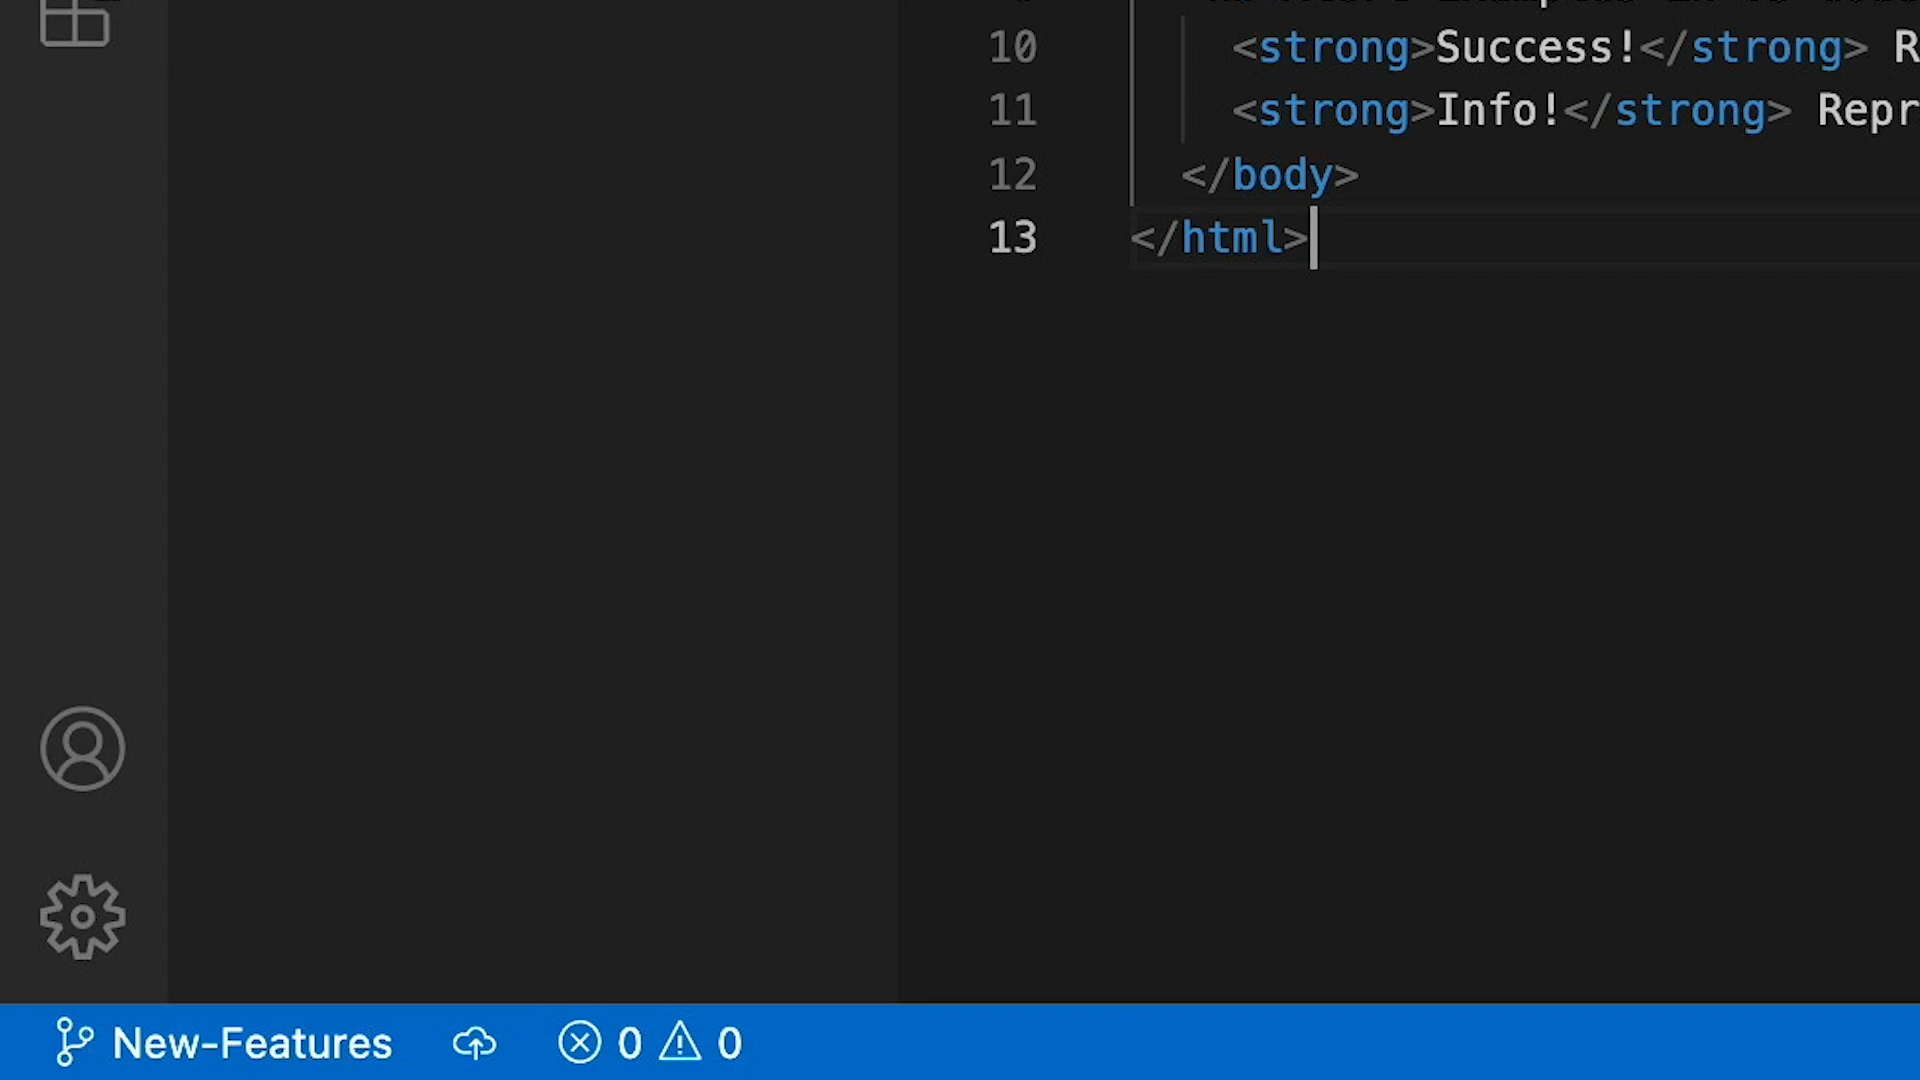 10 <strong>Success!</strong> R
11 <strong>Info!</strong> Repr
12 </body>
13 </html>
New-Features 0 0